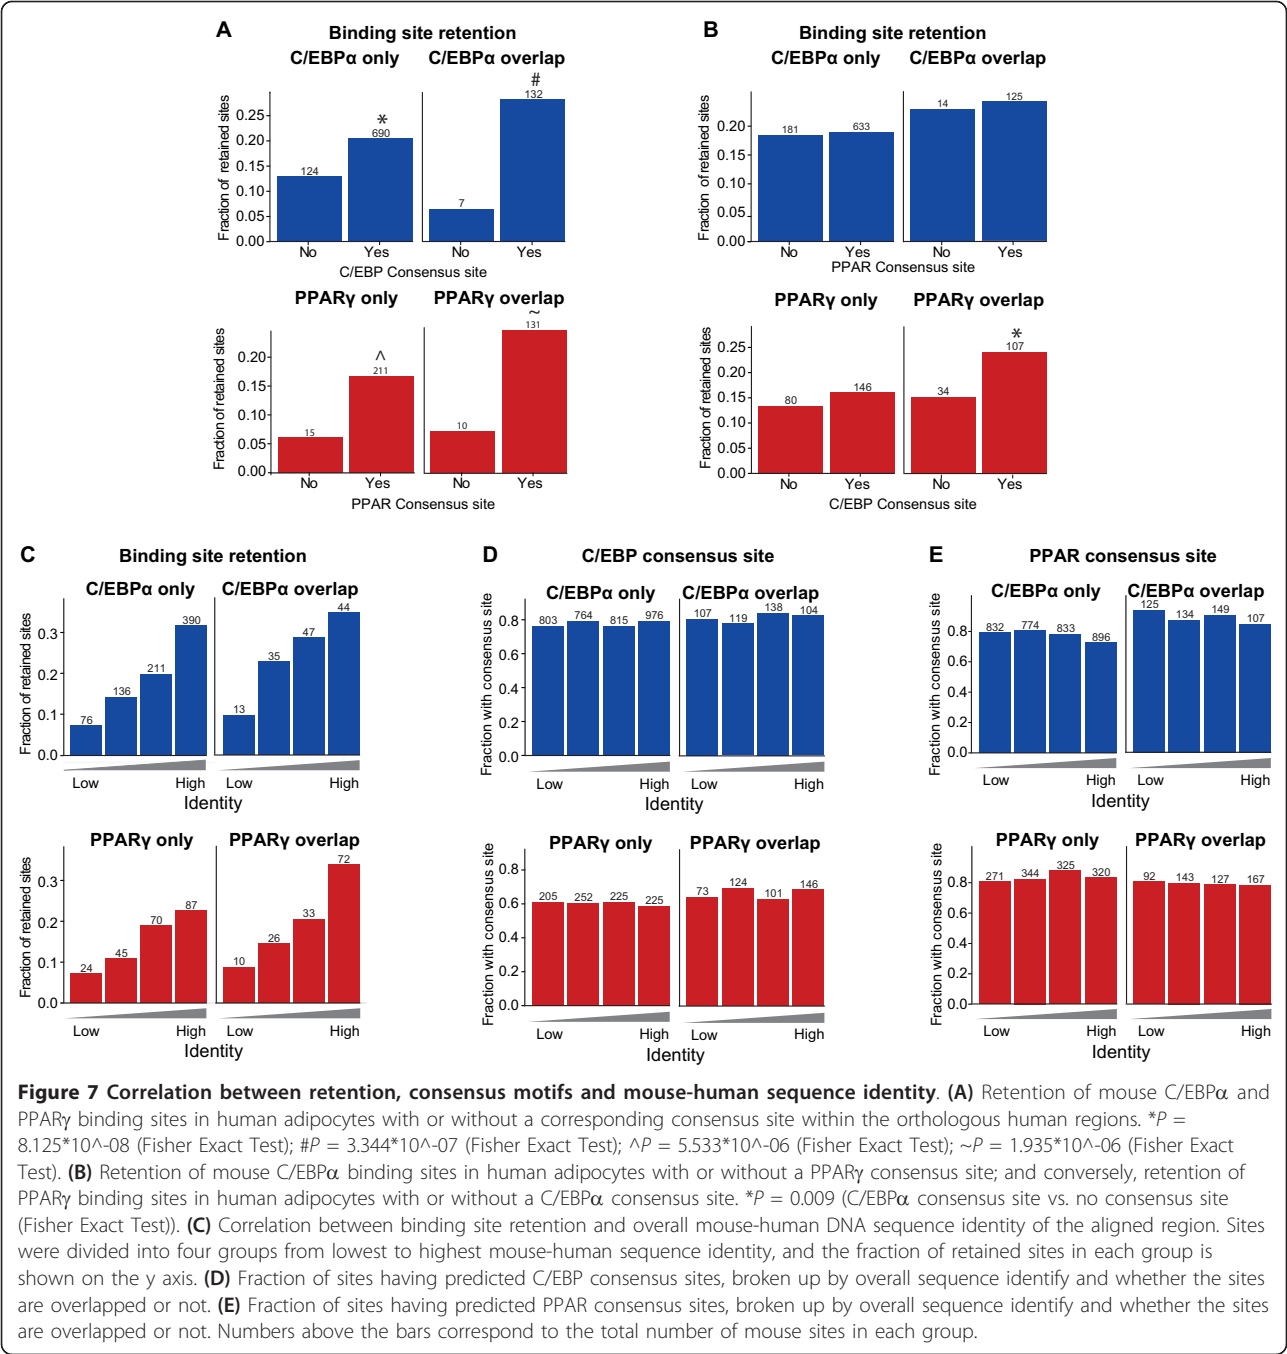 A
Binding site retention
C/EBPα only C/EBPα overlap
Fraction of retained sites
0.25
0.20
0.15
0.10
0.05
0.00
124
*
690
7
#
132
No Yes No Yes
C/EBP Consensus site
PPARγ only PPARγ overlap
Fraction of retained sites
0.20
0.15
0.10
0.05
0.00
15
^
211
10
~
131
No Yes No Yes
PPAR Consensus site
B
Binding site retention
C/EBPα only C/EBPα overlap
Fraction of retained sites
0.20
0.15
0.10
0.05
0.00
181
633
14
125
No Yes No Yes
PPAR Consensus site
PPARγ only PPARγ overlap
Fraction of retained sites
0.25
0.20
0.15
0.10
0.05
0.00
80
146
34
*
107
No Yes No Yes
C/EBP Consensus site
C
Binding site retention
C/EBPα only C/EBPα overlap
Fraction of retained sites
0.3
0.2
0.1
0.0
76
136
211
390
13
35
47
44
Low High Low High
Identity
PPARγ only PPARγ overlap
Fraction of retained sites
0.3
0.2
0.1
0.0
24
45
70
87
10
26
33
72
Low High Low High
Identity
D
C/EBP consensus site
C/EBPα only C/EBPα overlap
Fraction with consensus site
0.8
0.6
0.4
0.2
0.0
803
764
815
976
107
119
138
104
Low High Low High
Identity
PPARγ only PPARγ overlap
Fraction with consensus site
0.8
0.6
0.4
0.2
0.0
205
252
225
225
73
124
101
146
Low High Low High
Identity
E
PPAR consensus site
C/EBPα only C/EBPα overlap
Fraction with consensus site
0.8
0.6
0.4
0.2
0.0
832
774
833
896
125
134
149
107
Low High Low High
Identity
PPARγ only PPARγ overlap
Fraction with consensus site
0.8
0.6
0.4
0.2
0.0
271
344
325
320
92
143
127
167
Low High Low High
Identity
Figure 7 Correlation between retention, consensus motifs and mouse-human sequence identity. (A) Retention of mouse C/EBPα and
PPARγ binding sites in human adipocytes with or without a corresponding consensus site within the orthologous human regions. *P =
8.125*10^-08 (Fisher Exact Test); #P = 3.344*10^-07 (Fisher Exact Test); ^P = 5.533*10^-06 (Fisher Exact Test); ~P = 1.935*10^-06 (Fisher Exact
Test). (B) Retention of mouse C/EBPα binding sites in human adipocytes with or without a PPARγ consensus site; and conversely, retention of
PPARγ binding sites in human adipocytes with or without a C/EBPα consensus site. *P = 0.009 (C/EBPα consensus site vs. no consensus site
(Fisher Exact Test)). (C) Correlation between binding site retention and overall mouse-human DNA sequence identity of the aligned region. Sites
were divided into four groups from lowest to highest mouse-human sequence identity, and the fraction of retained sites in each group is
shown on the y axis. (D) Fraction of sites having predicted C/EBP consensus sites, broken up by overall sequence identify and whether the sites
are overlapped or not. (E) Fraction of sites having predicted PPAR consensus sites, broken up by overall sequence identify and whether the sites
are overlapped or not. Numbers above the bars correspond to the total number of mouse sites in each group.